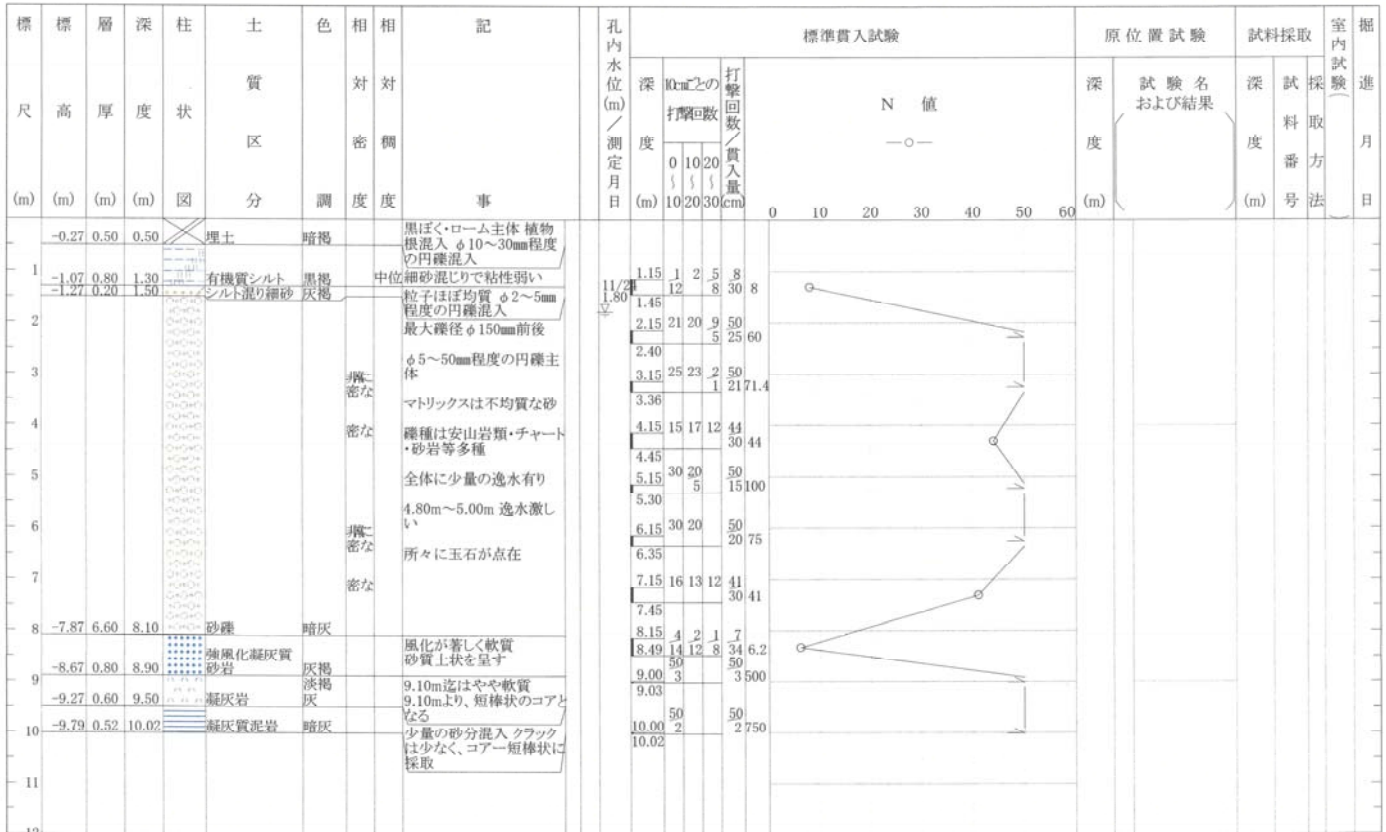 標尺 (m)
標高 (m)
層厚 (m)
深度 (m)
柱状図
土質区分
色調
相対密度
相対稠度
記事
孔内水位(m)／測定月日
標準貫入試験
深度 (m)
10cmごとの打撃回数
0～10 10～20 20～30
打撃回数／貫入量 (cm)
N 値
—○—
0 10 20 30 40 50 60
原位置試験
深度 (m)
試験名および結果
試料採取
深度 (m)
試料番号
採取方法
室内試験
掘進月日
-0.27 0.50 0.50 埋土 暗褐
黒ぼく・ローム主体 植物
根混入 φ10～30mm程度
の円礫混入
1
-1.07 0.80 1.30 有機質シルト 黒褐 中位 細砂混じりで粘性弱い
-1.27 0.20 1.50 シルト混り細砂 灰褐
粒子ほぼ均質 φ2～5mm
程度の円礫混入
11/2
1.80
1.15 1 2 5 8
12 8 30 8
1.45
2
最大礫径φ150mm前後
2.15 21 20 9 50
5 25 60
2.40
φ5～50mm程度の円礫主
体
3
非常に
密な
3.15 25 23 2 50
1 21 71.4
3.36
マトリックスは不均質な砂
4
密な
礫種は安山岩類・チャート
・砂岩等多種
4.15 15 17 12 44
30 44
4.45
5
全体に少量の逸水有り
5.15 30 20 50
5 15 100
5.30
4.80m～5.00m 逸水激し
い
6
非常に
密な
6.15 30 20 50
20 75
6.35
所々に玉石が点在
7
密な
7.15 16 13 12 41
30 41
7.45
8
-7.87 6.60 8.10 砂礫 暗灰
8.15 4 2 1 7
8.49 14 12 8 34 6.2
風化が著しく軟質
砂質土状を呈す
強風化凝灰質
-8.67 0.80 8.90 砂岩 灰褐
9
9.00 50 50
3 3 500
9.03
淡褐
-9.27 0.60 9.50 凝灰岩 灰
9.10m迄はやや軟質
9.10mより、短棒状のコアと
なる
10
-9.79 0.52 10.02 凝灰質泥岩 暗灰
10.00 50 50
2 2 750
10.02
少量の砂分混入 クラック
は少なく、コアー短棒状に
採取
11
12